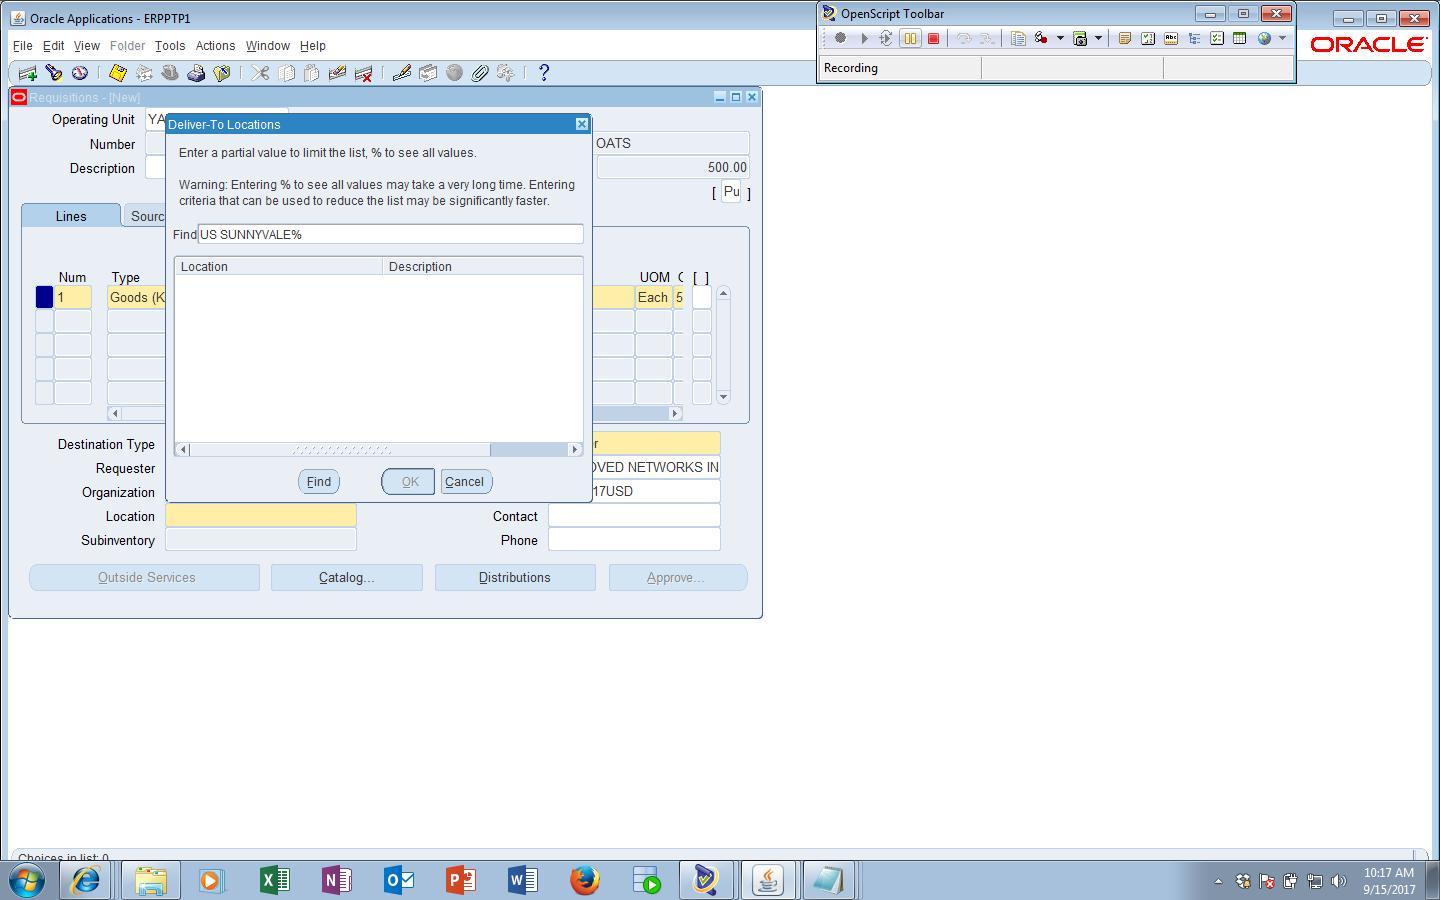 Oracle Applications - ERPPTP1
OpenScript Toolbar
File Edit View Folder Tools Actions Window Help
ORACLE
Recording
Requisitions - [New]
Operating Unit YA
Deliver-To Locations
Number
OATS
Enter a partial value to limit the list, % to see all values.
Description
500.00
Warning: Entering % to see all values may take a very long time. Entering
criteria that can be used to reduce the list may be significantly faster.
[ Pu ]
Lines Sourc
Find US SUNNYVALE%
Location Description
Num Type UOM C [ ]
1 Goods (K Each 5
Destination Type r
Requester OVED NETWORKS IN
Find OK Cancel
Organization 17USD
Location Contact
Subinventory Phone
Outside Services Catalog... Distributions Approve...
Choices in list: 0
10:17 AM
9/15/2017